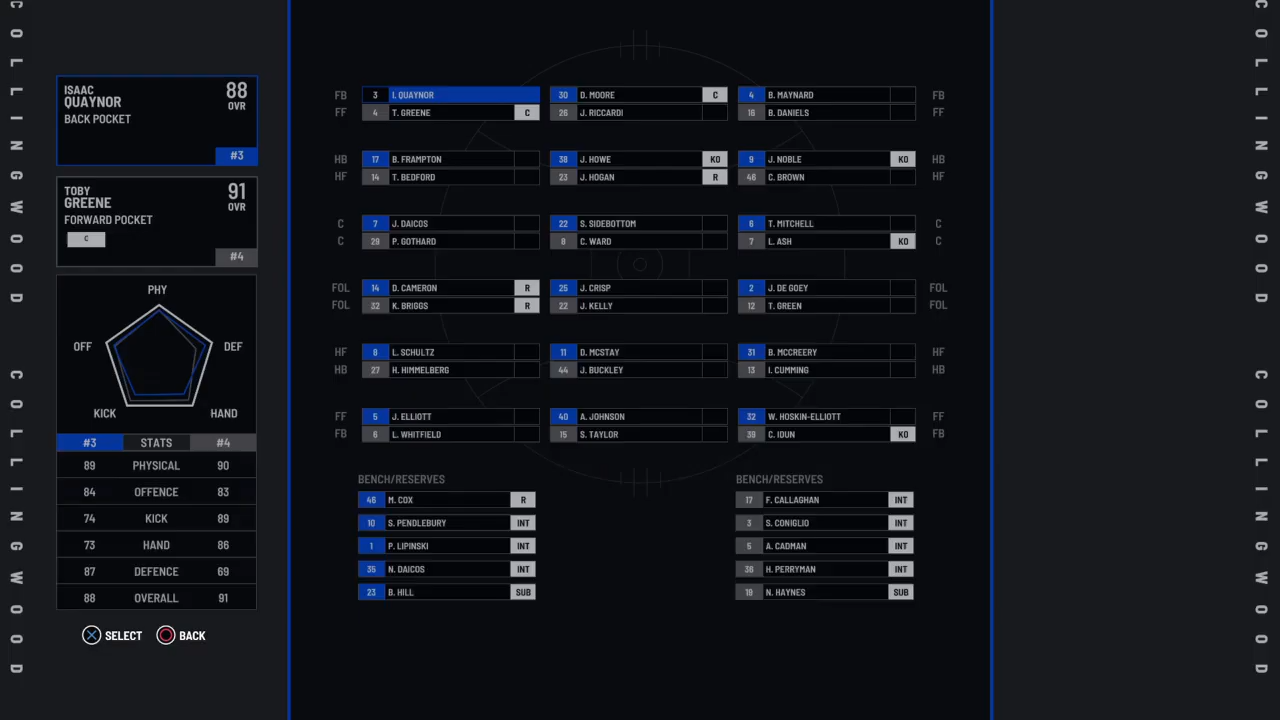 COLLINGWOOD COLLINGWOOD
ISAAC
QUAYNOR
BACK POCKET
88
OVR
#3
TOBY
GREENE
FORWARD POCKET
C
91
OVR
#4
PHY
OFF DEF
KICK HAND
#3 STATS #4
89 PHYSICAL 90
84 OFFENCE 83
74 KICK 89
73 HAND 86
87 DEFENCE 69
88 OVERALL 91
SELECT BACK
FB 3 I. QUAYNOR 30 D. MOORE C 4 B. MAYNARD FB
FF 4 T. GREENE C 26 J. RICCARDI 16 B. DANIELS FF
HB 17 B. FRAMPTON 38 J. HOWE KO 9 J. NOBLE KO HB
HF 14 T. BEDFORD 23 J. HOGAN R 46 C. BROWN HF
C 7 J. DAICOS 22 S. SIDEBOTTOM 6 T. MITCHELL C
C 29 P. GOTHARD 8 C. WARD 7 L. ASH KO C
FOL 14 D. CAMERON R 25 J. CRISP 2 J. DE GOEY FOL
FOL 32 K. BRIGGS R 22 J. KELLY 12 T. GREEN FOL
HF 8 L. SCHULTZ 11 D. MCSTAY 31 B. MCCREERY HF
HB 27 H. HIMMELBERG 44 J. BUCKLEY 13 I. CUMMING HB
FF 5 J. ELLIOTT 40 A. JOHNSON 32 W. HOSKIN-ELLIOTT FF
FB 6 L. WHITFIELD 15 S. TAYLOR 39 C. IDUN KO FB
BENCH/RESERVES BENCH/RESERVES
46 M. COX R 17 F. CALLAGHAN INT
10 S. PENDLEBURY INT 3 S. CONIGLIO INT
1 P. LIPINSKI INT 5 A. CADMAN INT
35 N. DAICOS INT 36 H. PERRYMAN INT
23 B. HILL SUB 19 N. HAYNES SUB
COLLINGWOOD COLLINGWOOD